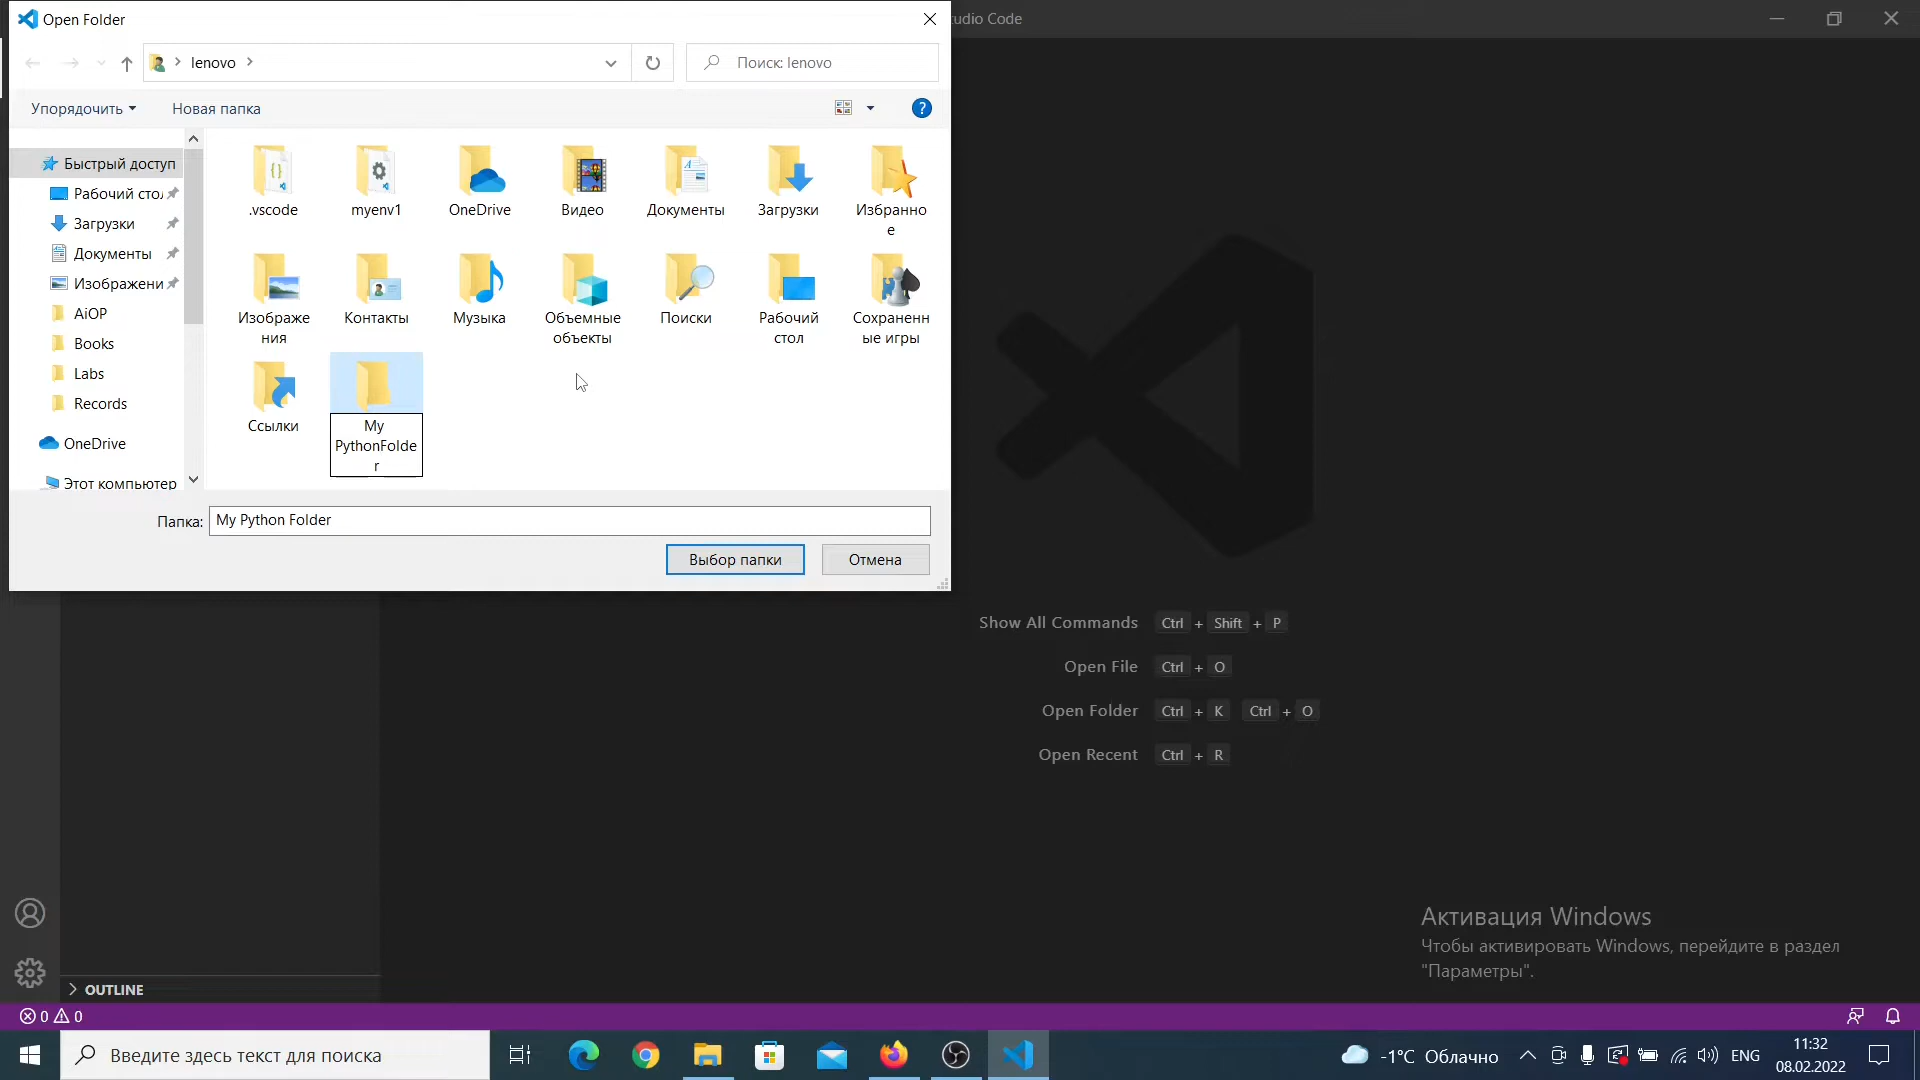 Open Folder
tudio Code
lenovo
Поиск: lenovo
Упорядочить
Новая папка
?
Быстрый доступ
Рабочий стол
Загрузки
Документы
Изображени
AiOP
Books
Labs
Records
OneDrive
Этот компьютер
.vscode
myenv1
OneDrive
Видео
Документы
Загрузки
Избранно
е
Изображе
ния
Контакты
Музыка
Объемные
объекты
Поиски
Рабочий
стол
Сохраненн
ые игры
Ссылки
My
PythonFolde
r
Папка:
My Python Folder
Выбор папки
Отмена
Show All Commands Ctrl + Shift + P
Open File Ctrl + O
Open Folder Ctrl + K Ctrl + O
Open Recent Ctrl + R
Активация Windows
Чтобы активировать Windows, перейдите в раздел
"Параметры".
OUTLINE
0 0
Введите здесь текст для поиска
-1°C Облачно
ENG
11:32
08.02.2022